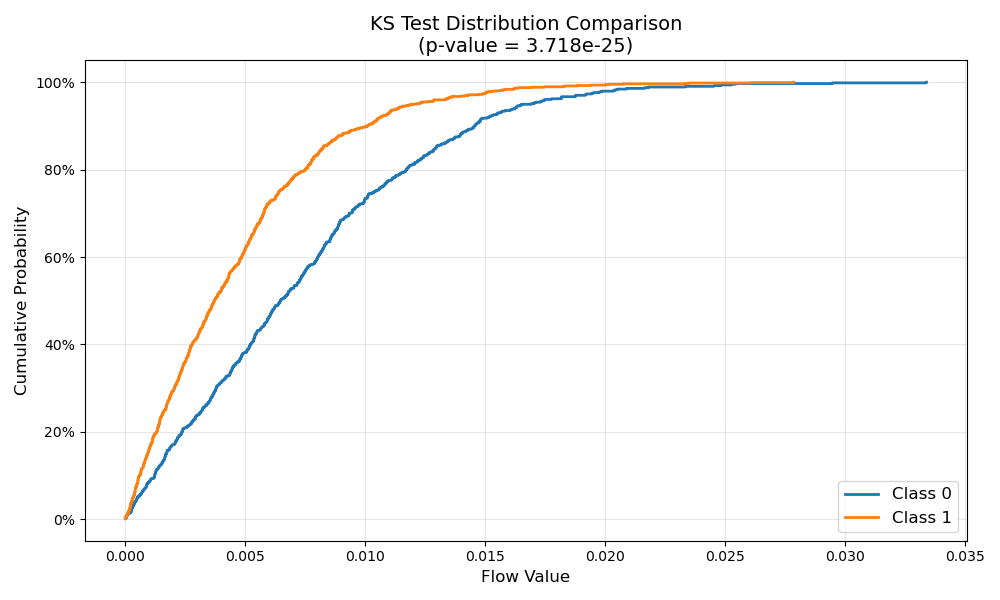 KS Test Distribution Comparison
(p-value = 3.718e-25)
Cumulative Probability
100%
80%
60%
40%
20%
0%
Class 0
Class 1
0.000 0.005 0.010 0.015 0.020 0.025 0.030 0.035
Flow Value